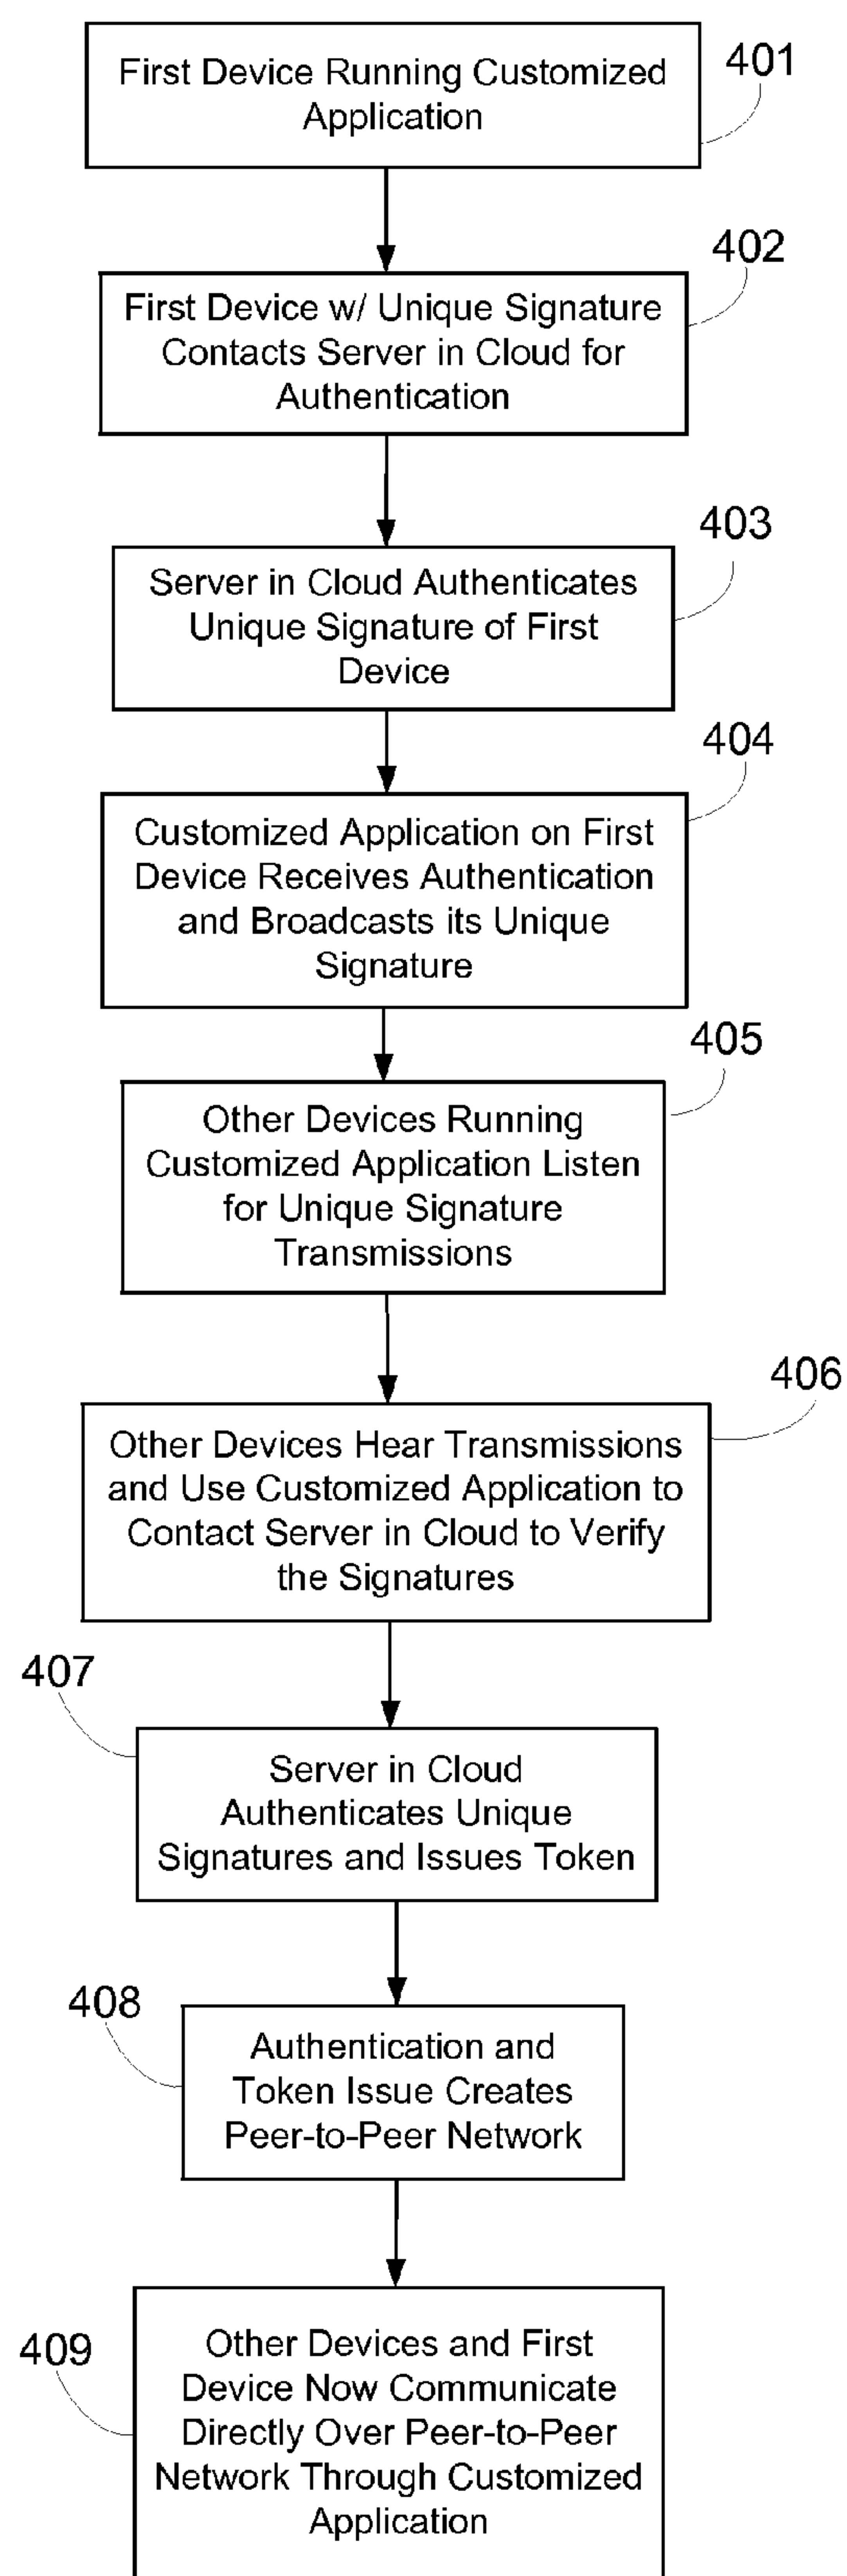 First Device Running Customized
Application
401
402
First Device w/ Unique Signature
Contacts Server in Cloud for
Authentication
403
Server in Cloud Authenticates
Unique Signature of First
Device
404
Customized Application on First
Device Receives Authentication
and Broadcasts its Unique
Signature
405
Other Devices Running
Customized Application Listen
for Unique Signature
Transmissions
406
Other Devices Hear Transmissions
and Use Customized Application to
Contact Server in Cloud to Verify
the Signatures
407
Server in Cloud
Authenticates Unique
Signatures and Issues Token
408
Authentication and
Token Issue Creates
Peer-to-Peer Network
409
Other Devices and First
Device Now Communicate
Directly Over Peer-to-Peer
Network Through Customized
Application